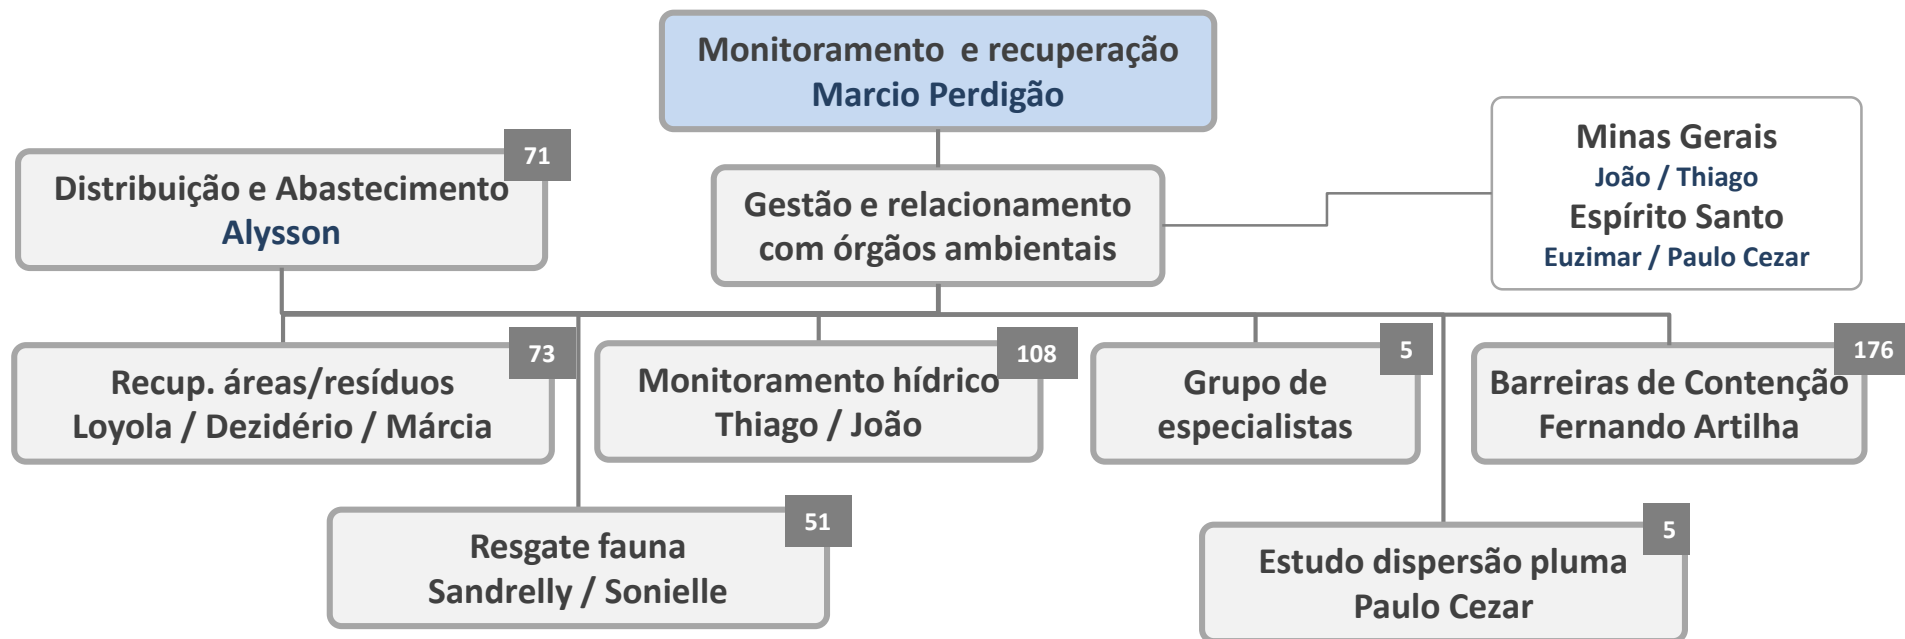 Monitoramento e recuperação
Marcio Perdigão
71
Distribuição e Abastecimento
Alysson
Gestão e relacionamento
com órgãos ambientais
Minas Gerais
João / Thiago
Espírito Santo
Euzimar / Paulo Cezar
73
Recup. áreas/resíduos
Loyola / Dezidério / Márcia
108
Monitoramento hídrico
Thiago / João
5
Grupo de
especialistas
176
Barreiras de Contenção
Fernando Artilha
51
Resgate fauna
Sandrelly / Sonielle
5
Estudo dispersão pluma
Paulo Cezar